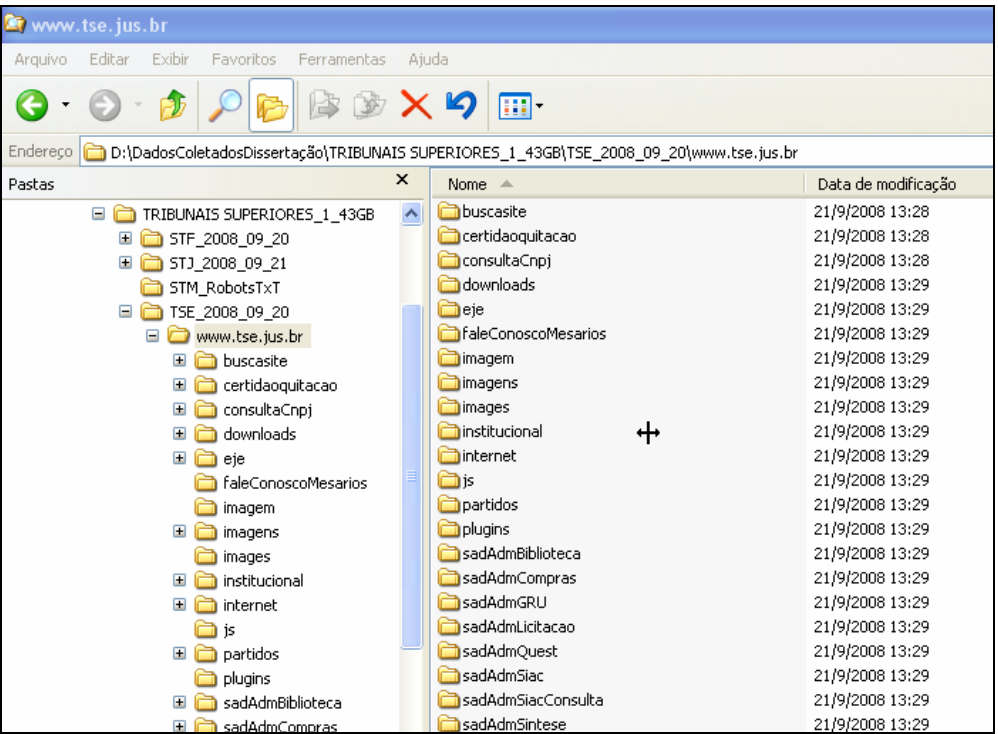 www.tse.jus.br
Arquivo Editar Exibir Favoritos Ferramentas Ajuda
Endereço D:\DadosColetadosDissertação\TRIBUNAIS SUPERIORES_1_43GB\TSE_2008_09_20\www.tse.jus.br
Pastas
TRIBUNAIS SUPERIORES_1_43GB
STF_2008_09_20
STJ_2008_09_21
STM_RobotsTxT
TSE_2008_09_20
www.tse.jus.br
buscasite
certidaoquitacao
consultaCnpj
downloads
eje
faleConoscoMesarios
imagem
imagens
images
institucional
internet
js
partidos
plugins
sadAdmBiblioteca
sadAdmCompras
Nome Data de modificação
buscasite 21/9/2008 13:28
certidaoquitacao 21/9/2008 13:28
consultaCnpj 21/9/2008 13:28
downloads 21/9/2008 13:29
eje 21/9/2008 13:29
faleConoscoMesarios 21/9/2008 13:29
imagem 21/9/2008 13:29
imagens 21/9/2008 13:29
images 21/9/2008 13:29
institucional 21/9/2008 13:29
internet 21/9/2008 13:29
js 21/9/2008 13:29
partidos 21/9/2008 13:29
plugins 21/9/2008 13:29
sadAdmBiblioteca 21/9/2008 13:29
sadAdmCompras 21/9/2008 13:29
sadAdmGRU 21/9/2008 13:29
sadAdmLicitacao 21/9/2008 13:29
sadAdmQuest 21/9/2008 13:29
sadAdmSiac 21/9/2008 13:29
sadAdmSiacConsulta 21/9/2008 13:29
sadAdmSintese 21/9/2008 13:29